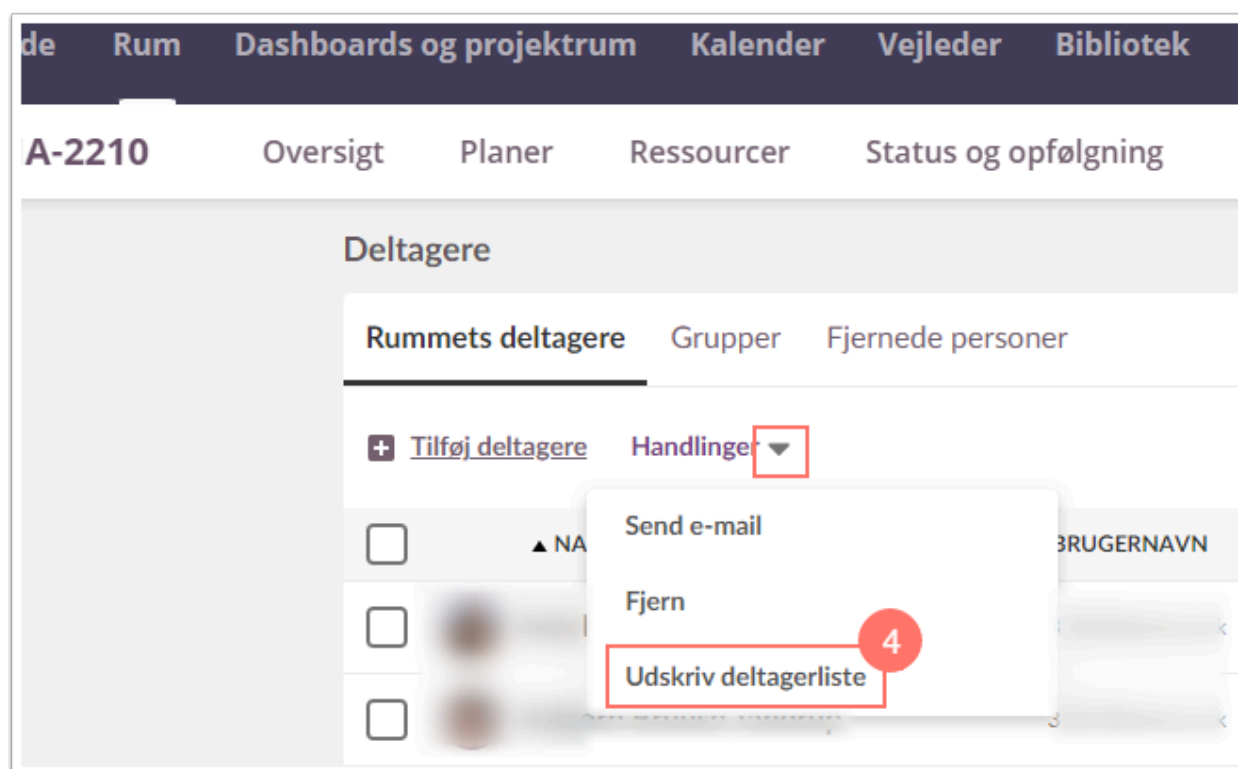 de Rum Dashboards og projektrum Kalender Vejleder Bibliotek
A-2210 Oversigt Planer Ressourcer Status og opfølgning
Deltagere
Rummets deltagere Grupper Fjernede personer
Tilføj deltagere Handlinger
Send e-mail
NA BRUGERNAVN
Fjern
4
Udskriv deltagerliste